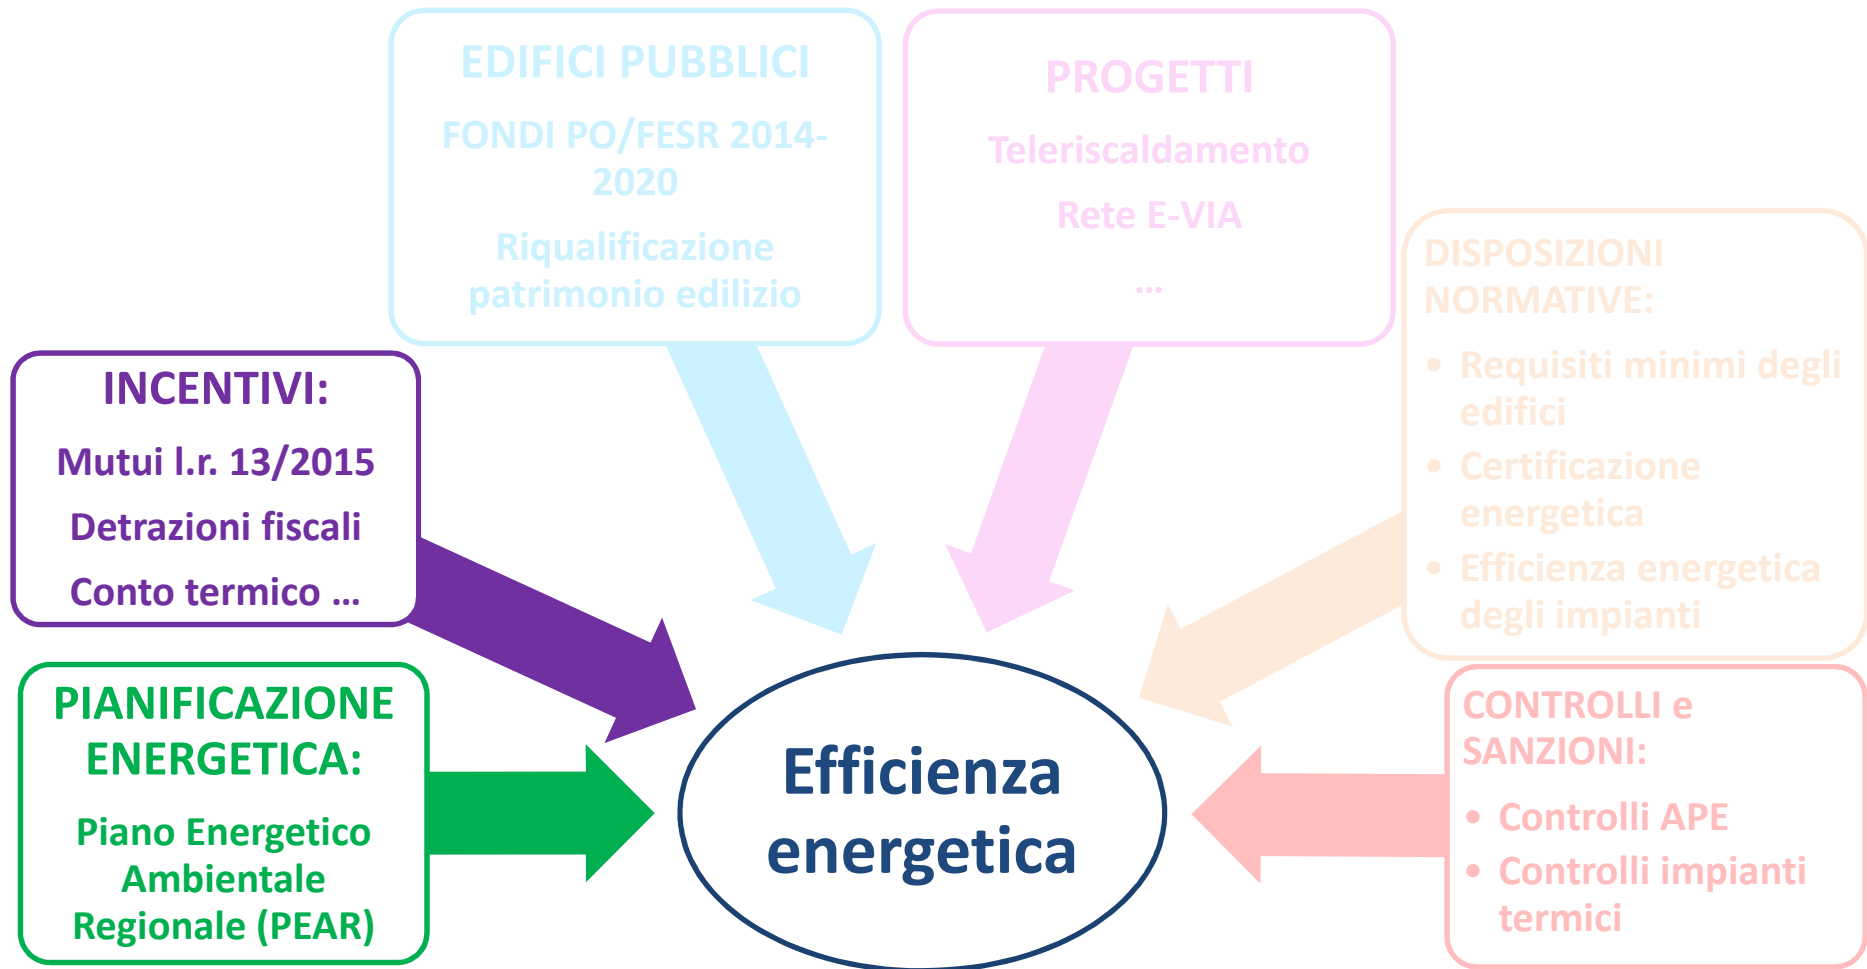 EDIFICI PUBBLICI
FONDI PO/FESR 2014-
2020
Riqualificazione
patrimonio edilizio
PROGETTI
Teleriscaldamento
Rete E-VIA
...
DISPOSIZIONI
NORMATIVE:
• Requisiti minimi degli
edifici
• Certificazione
energetica
• Efficienza energetica
degli impianti
INCENTIVI:
Mutui l.r. 13/2015
Detrazioni fiscali
Conto termico ...
PIANIFICAZIONE
ENERGETICA:
Piano Energetico
Ambientale
Regionale (PEAR)
Efficienza
energetica
CONTROLLI e
SANZIONI:
• Controlli APE
• Controlli impianti
termici